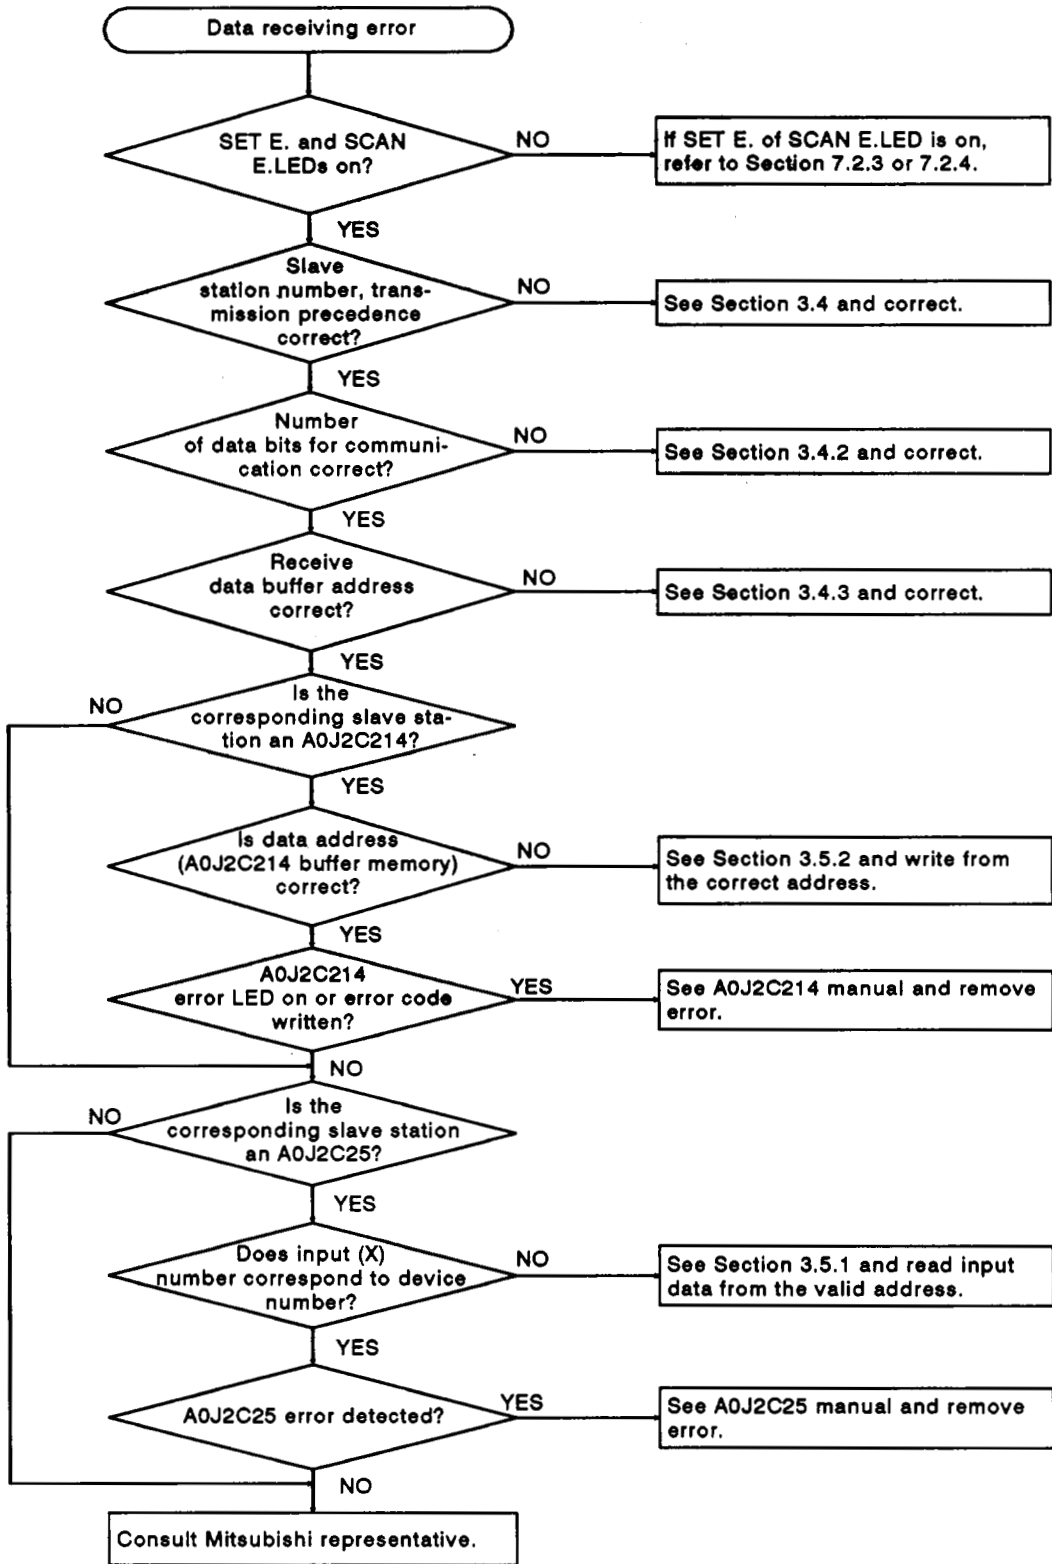 Data receiving error
SET E. and SCAN
E.LEDs on?
NO
If SET E. of SCAN E.LED is on,
refer to Section 7.2.3 or 7.2.4.
YES
Slave
station number, trans-
mission precedence
correct?
NO
See Section 3.4 and correct.
YES
Number
of data bits for communi-
cation correct?
NO
See Section 3.4.2 and correct.
YES
Receive
data buffer address
correct?
NO
See Section 3.4.3 and correct.
YES
NO
Is the
corresponding slave sta-
tion an A0J2C214?
YES
Is data address
(A0J2C214 buffer memory)
correct?
NO
See Section 3.5.2 and write from
the correct address.
YES
A0J2C214
error LED on or error code
written?
YES
See A0J2C214 manual and remove
error.
NO
NO
Is the
corresponding slave station
an A0J2C25?
YES
Does input (X)
number correspond to device
number?
NO
See Section 3.5.1 and read input
data from the valid address.
YES
A0J2C25 error detected?
YES
See A0J2C25 manual and remove
error.
NO
Consult Mitsubishi representative.